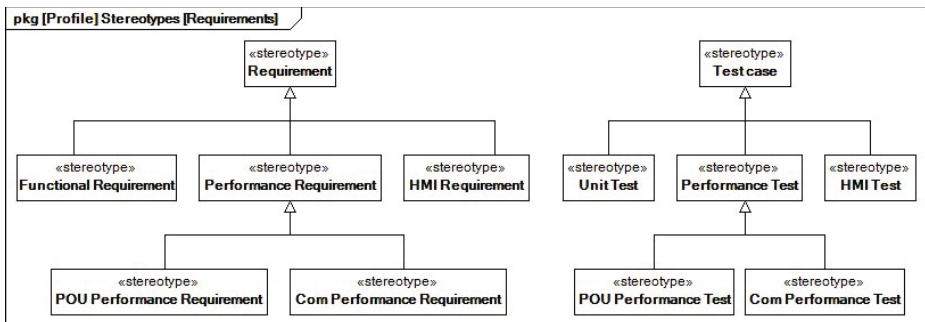 pkg [Profile] Stereotypes [Requirements]
«stereotype»
Requirement
«stereotype»
Test case
«stereotype»
Functional Requirement
«stereotype»
Performance Requirement
«stereotype»
HMI Requirement
«stereotype»
Unit Test
«stereotype»
Performance Test
«stereotype»
HMI Test
«stereotype»
POU Performance Requirement
«stereotype»
Com Performance Requirement
«stereotype»
POU Performance Test
«stereotype»
Com Performance Test